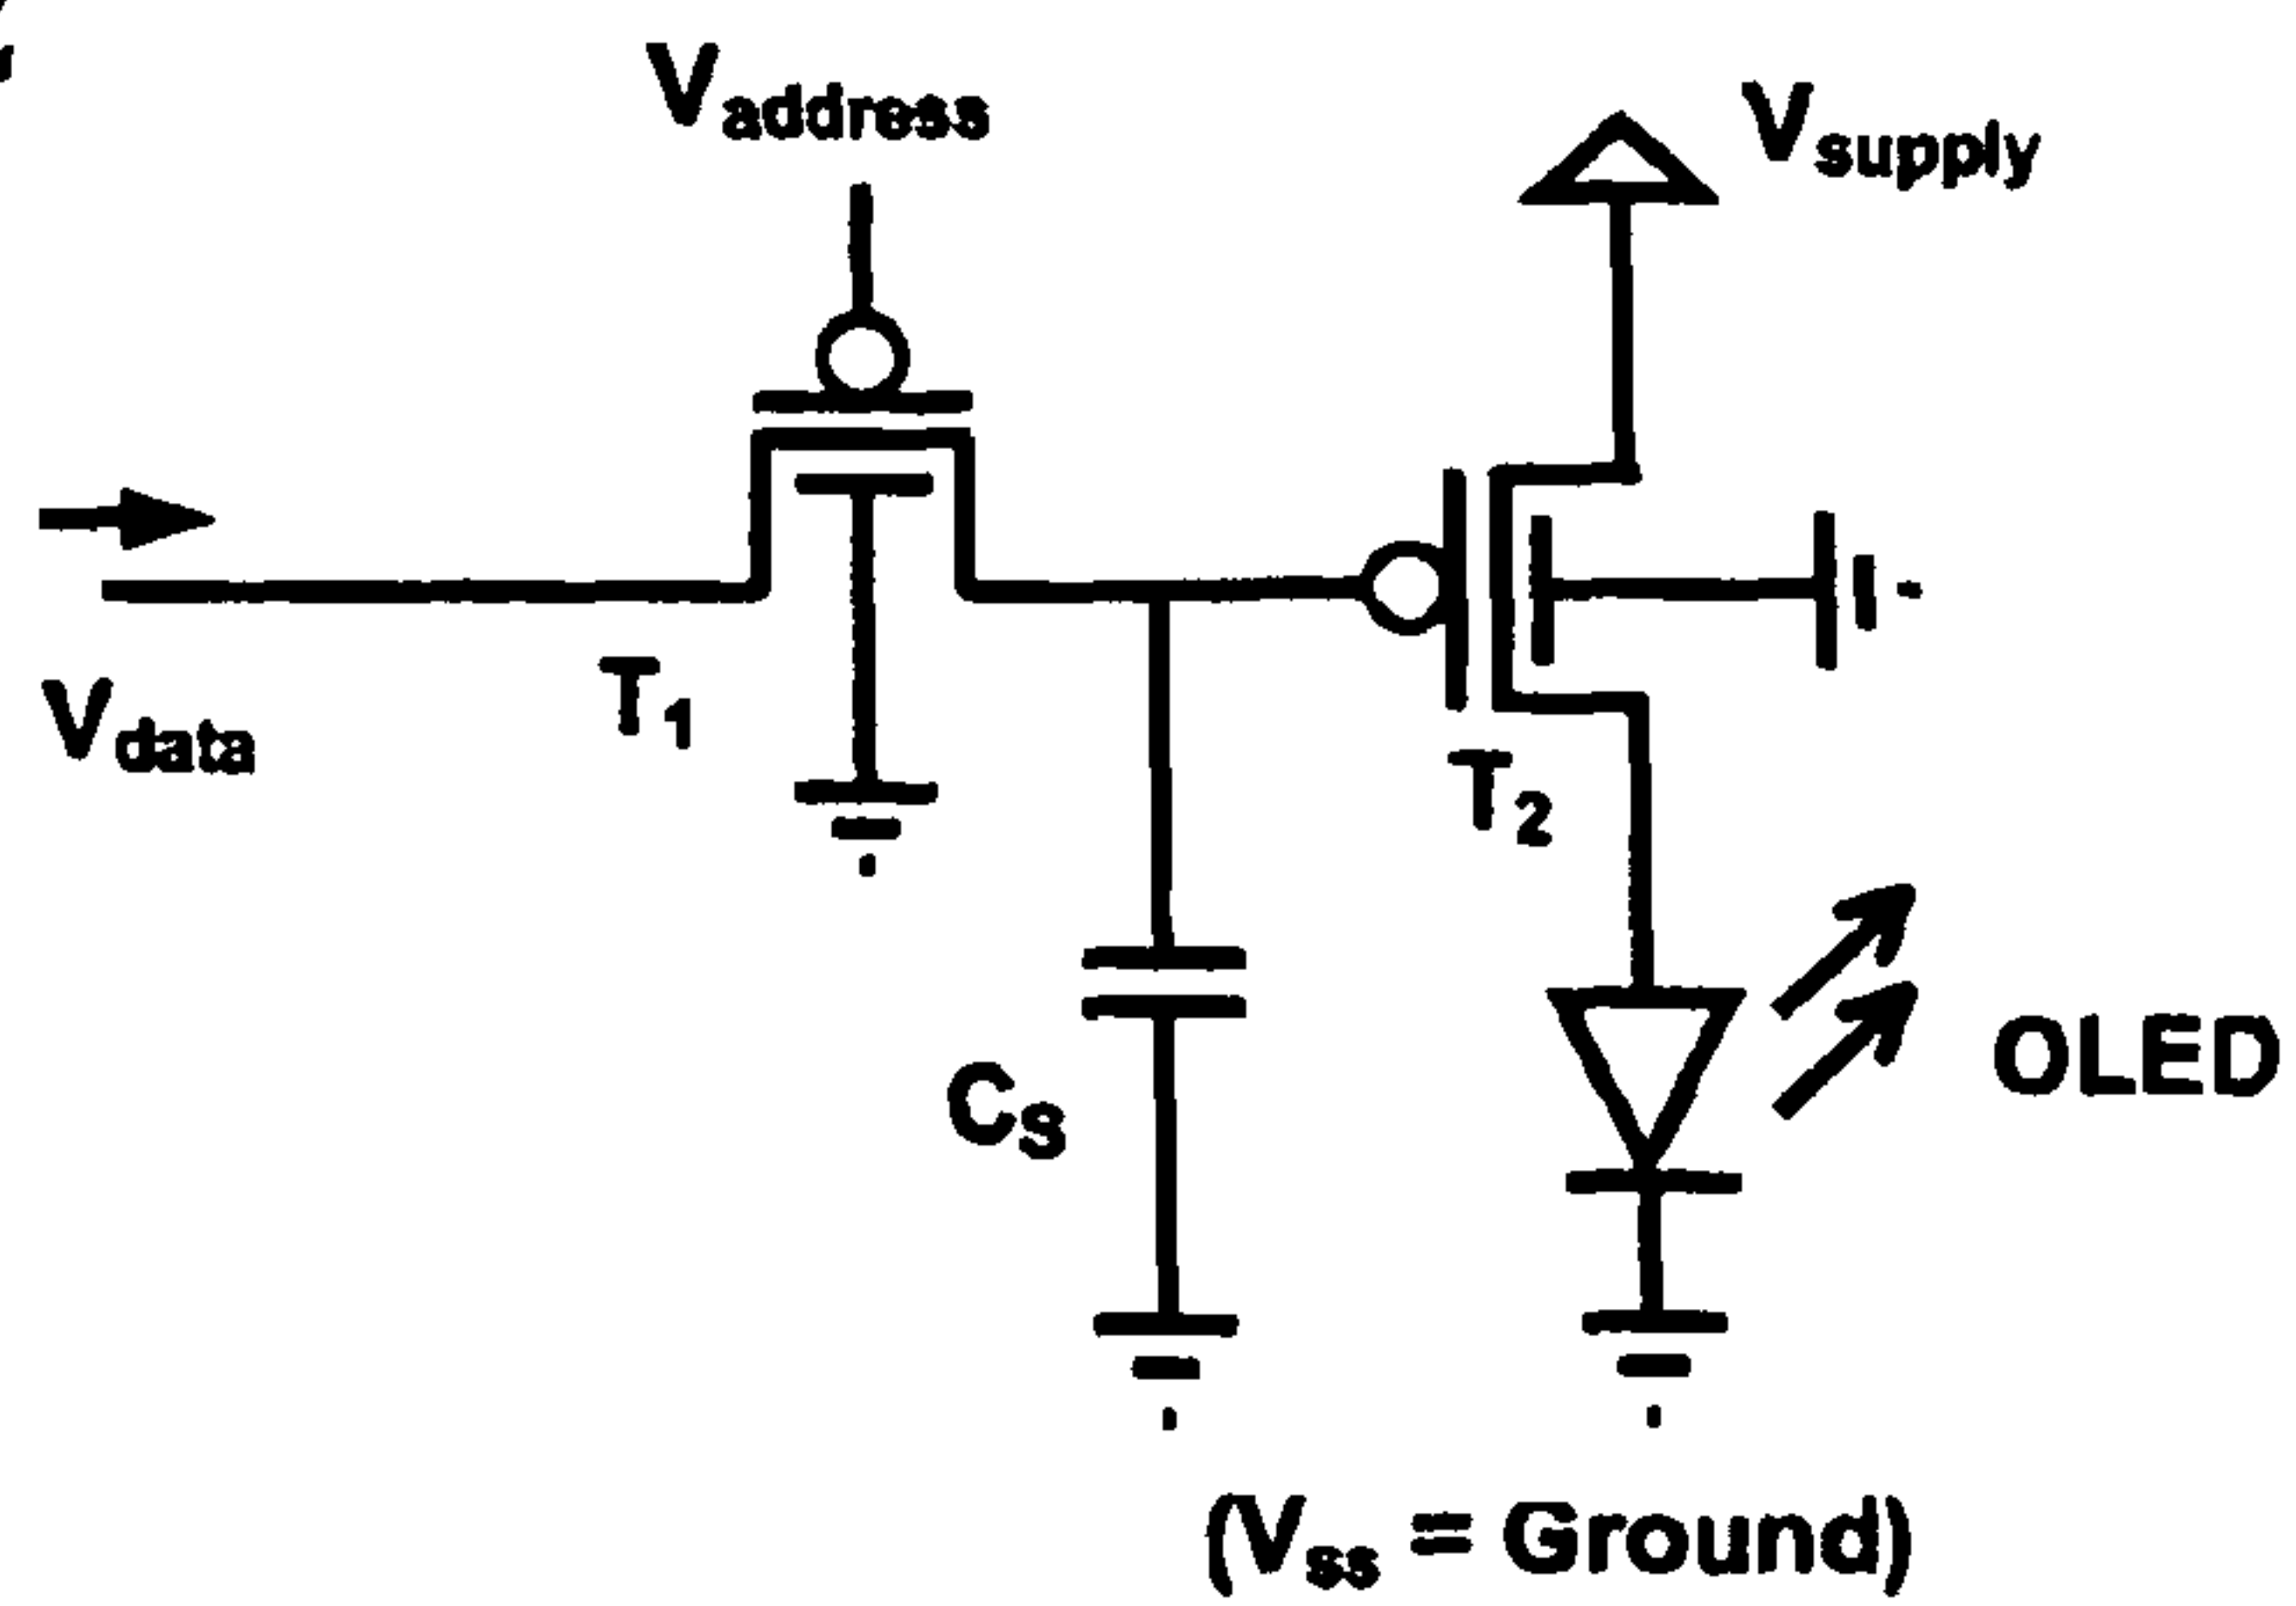 Vaddress
Vsupply
Vdata
T1
T2
CS
OLED
(Vss = Ground)